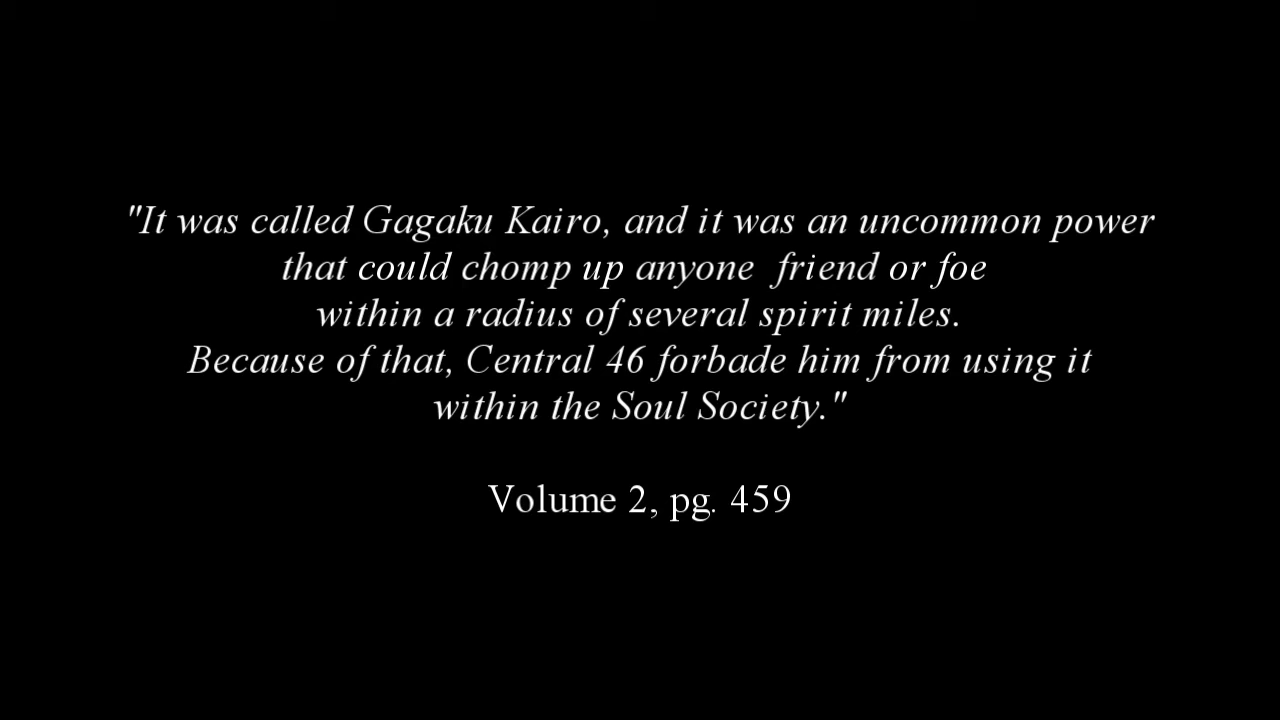 "It was called Gagaku Kairo, and it was an uncommon power
that could chomp up anyone  friend or foe
within a radius of several spirit miles.
Because of that, Central 46 forbade him from using it
within the Soul Society."
Volume 2, pg. 459